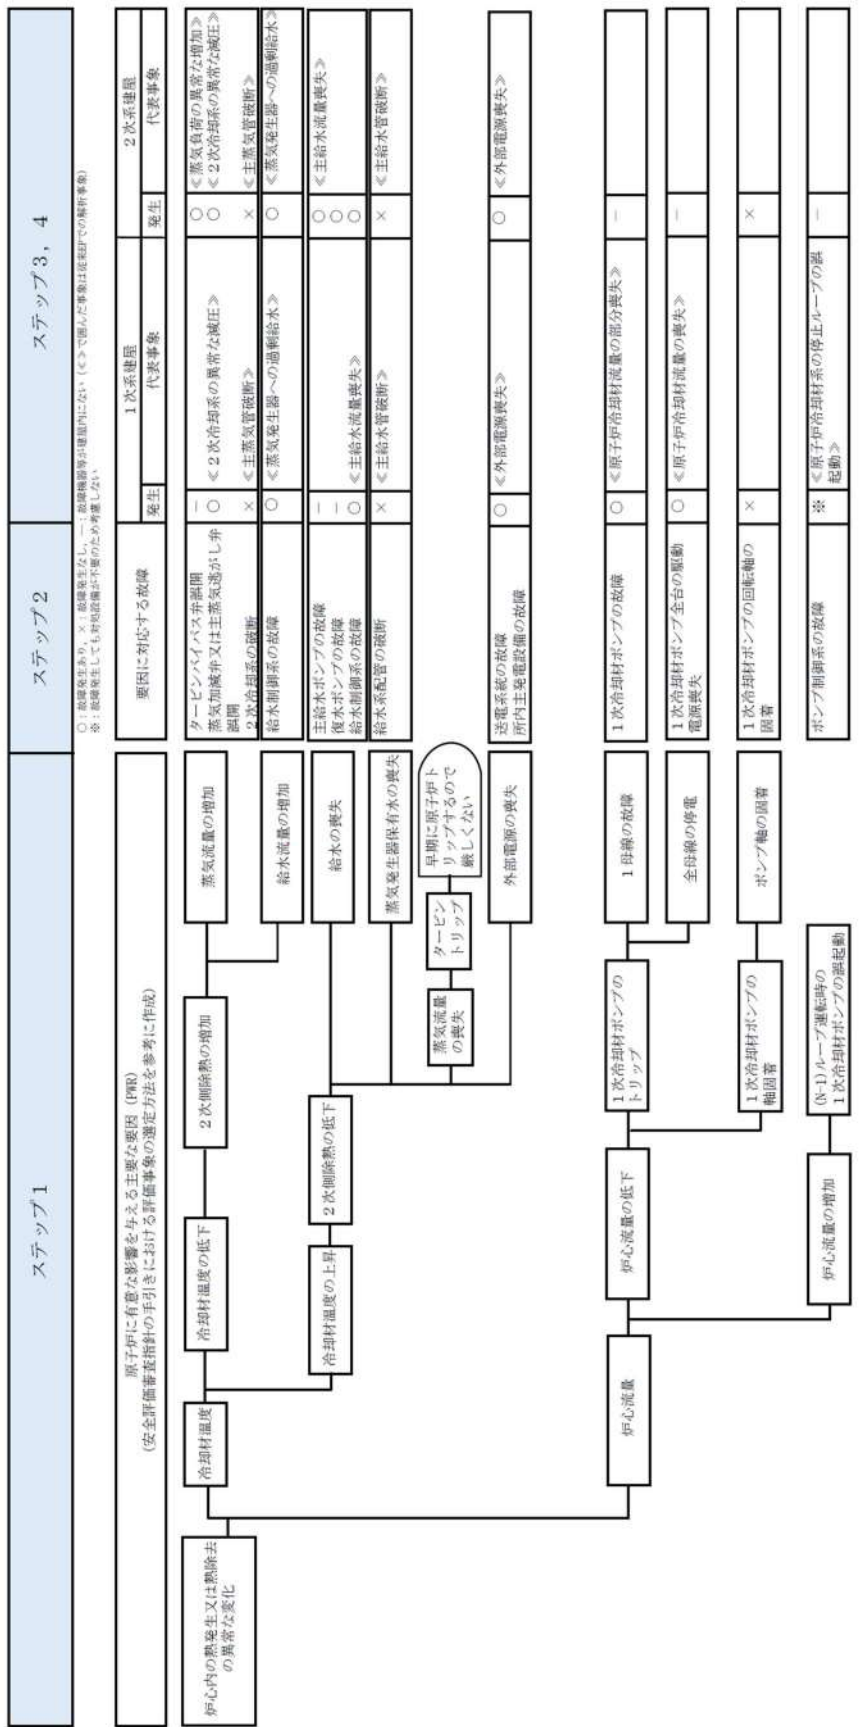 ステップ1
ステップ2
ステップ3，4
○：故障発生あり，×：故障発生なし，－：故障機器等が建屋内にない（≪≫で囲んだ事象は従来EPでの解析事象）
※：故障発生しても対処設備が不要のため考慮しない
原子炉に有意な影響を与える主要な要因（PWR）
（安全評価審査指針の手引きにおける評価事象の選定方法を参考に作成）
要因に対応する故障
1次系建屋
発生
代表事象
2次系建屋
発生
代表事象
炉心内の熱発生又は熱除去
の異常な変化
冷却材温度
冷却材温度の低下
2次側除熱の増加
蒸気流量の増加
タービンバイパス弁誤開
蒸気加減弁又は主蒸気逃がし弁
誤開
2次冷却系の破断
－
○ ≪2次冷却系の異常な減圧≫
× ≪主蒸気管破断≫
○ ≪蒸気負荷の異常な増加≫
○ ≪2次冷却系の異常な減圧≫
× ≪主蒸気管破断≫
給水流量の増加
給水制御系の故障
○ ≪蒸気発生器への過剰給水≫
○ ≪蒸気発生器への過剰給水≫
冷却材温度の上昇
2次側除熱の低下
給水の喪失
主給水ポンプの故障
復水ポンプの故障
給水制御系の故障
－
－
○ ≪主給水流量喪失≫
○
○
○
≪主給水流量喪失≫
蒸気発生器保有水の喪失
給水系配管の破断
× ≪主給水管破断≫
× ≪主給水管破断≫
蒸気流量
の喪失
タービン
トリップ
早期に原子炉ト
リップするので
厳しくない
外部電源の喪失
送電系統の故障
所内主発電設備の故障
○ ≪外部電源喪失≫
○ ≪外部電源喪失≫
炉心流量
炉心流量の低下
1次冷却材ポンプの
トリップ
1母線の故障
1次冷却材ポンプの故障
○ ≪原子炉冷却材流量の部分喪失≫
－
全母線の停電
1次冷却材ポンプ全台の駆動
電源喪失
○ ≪原子炉冷却材流量の喪失≫
－
1次冷却材ポンプの
軸固着
ポンプ軸の固着
1次冷却材ポンプの回転軸の
固着
×
×
炉心流量の増加
(N-1)ループ運転時の
1次冷却材ポンプの誤起動
ポンプ制御系の故障
※ ≪原子炉冷却材系の停止ループの誤
起動≫
－